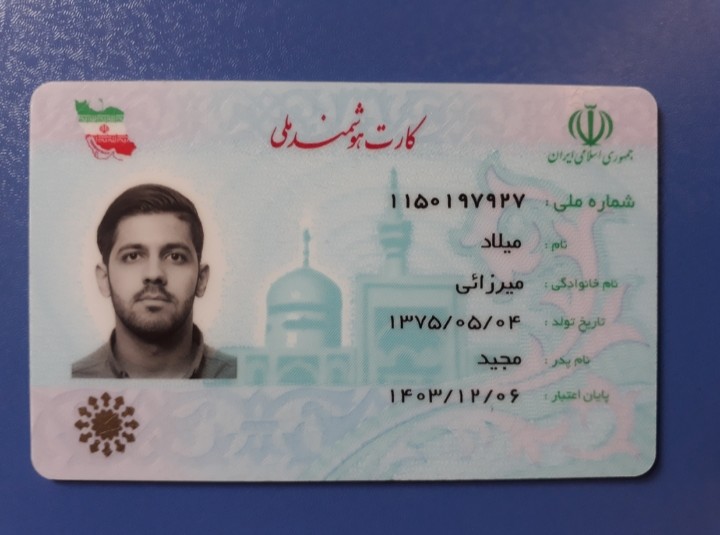 کارت هوشمند ملی
جمهوری اسلامی ایران
شماره ملی : ۱۱۵۰۱۹۷۹۲۷
نام : میلاد
نام خانوادگی : میرزائی
تاریخ تولد : ۱۳۷۵/۰۵/۰۴
نام پدر : مجید
پایان اعتبار : ۱۴۰۳/۱۲/۰۶